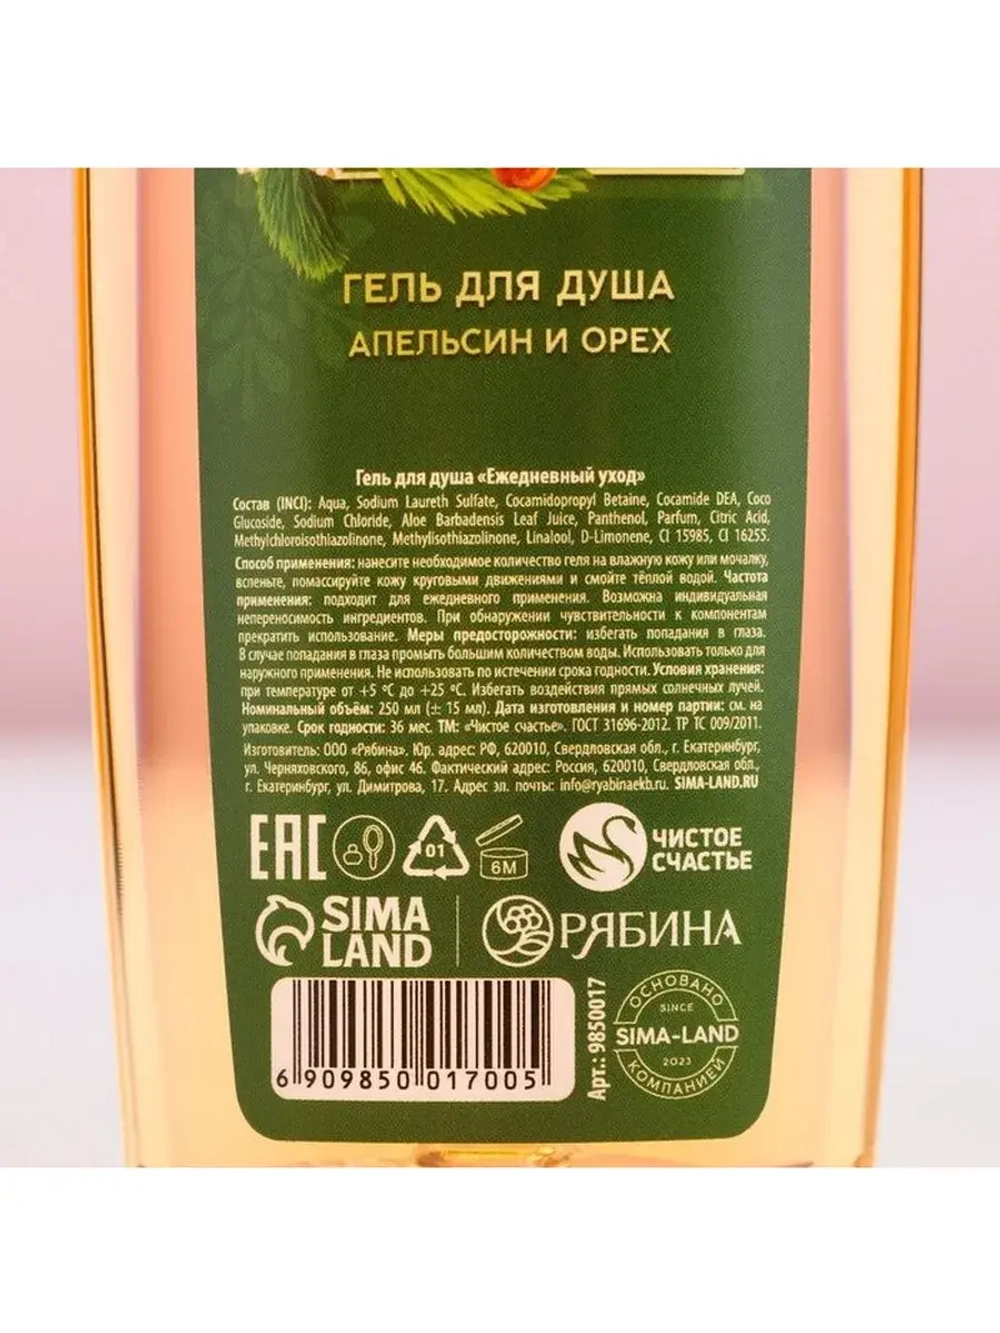 ГЕЛЬ ДЛЯ ДУША
АПЕЛЬСИН И ОРЕХ
Гель для душа «Ежедневный уход»
Состав (INCI): Aqua, Sodium Laureth Sulfate, Cocamidopropyl Betaine, Cocamide DEA, Coco
Glucoside, Sodium Chloride, Aloe Barbadensis Leaf Juice, Panthenol, Parfum, Citric Acid,
Methylchloroisothiazolinone, Methylisothiazolinone, Linalool, D-Limonene, CI 15985, CI 16255.
Способ применения: нанесите необходимое количество геля на влажную кожу или мочалку,
вспеньте, помассируйте кожу круговыми движениями и смойте тёплой водой. Частота
применения: подходит для ежедневного применения. Возможна индивидуальная
непереносимость ингредиентов. При обнаружении чувствительности к компонентам
прекратить использование. Меры предосторожности: избегать попадания в глаза.
В случае попадания в глаза промыть большим количеством воды. Использовать только для
наружного применения. Не использовать по истечении срока годности. Условия хранения:
при температуре от +5 °С до +25 °С. Избегать воздействия прямых солнечных лучей.
Номинальный объём: 250 мл (± 15 мл). Дата изготовления и номер партии: см. на
упаковке. Срок годности: 36 мес. ТМ: «Чистое счастье». ГОСТ 31696-2012. ТР ТС 009/2011.
Изготовитель: ООО «Рябина». Юр. адрес: РФ, 620010, Свердловская обл., г. Екатеринбург,
ул. Черняховского, 86, офис 46. Фактический адрес: Россия, 620010, Свердловская обл.,
г. Екатеринбург, ул. Димитрова, 17. Адрес эл. почты: info@ryabinaekb.ru. SIMA-LAND.RU
EAC
01
6М
ЧИСТОЕ
СЧАСТЬЕ
SIMA
LAND
РЯБИНА
6 909850 017005
Арт.: 9850017
ОСНОВАНО
SINCE
SIMA-LAND
2023
КОМПАНИЕЙ